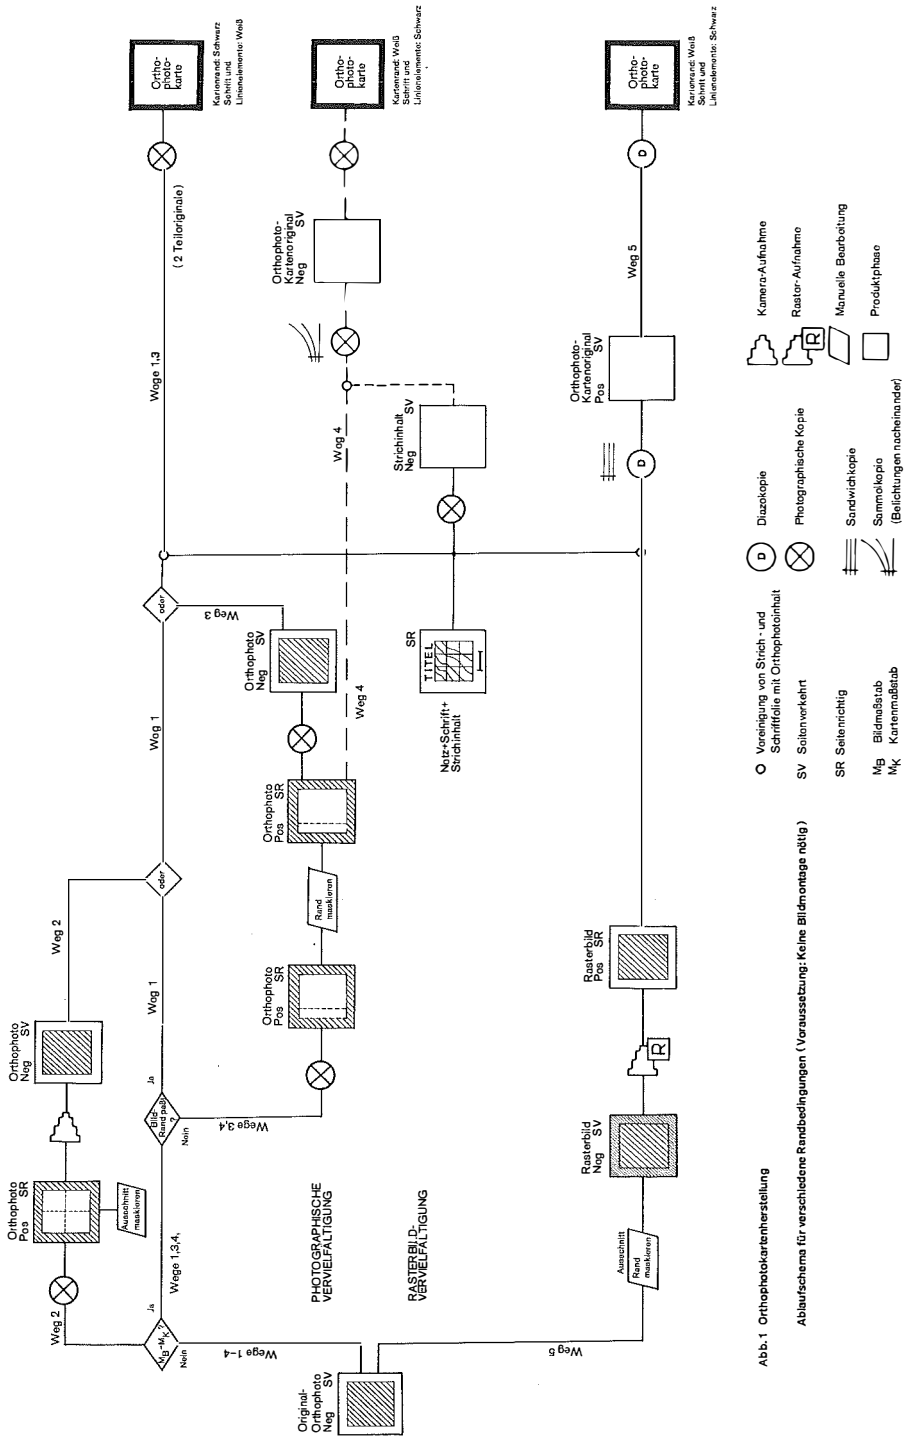 Original-
Orthophoto
Neg SV
Wege 1–4
Weg 5
MB=MK ?
Ja
Nein
Weg 2
Orthophoto
Pos SR
Ausschnitt
maskieren
Orthophoto
Neg SV
Weg 2
Wege 1,3,4,
Bild-
Rand paßt
?
Ja
Nein
Weg 1
oder
Weg 1
oder
Wege 1,3
(2 Teiloriginale)
Ortho-
photo-
karte
Kartenrand: Schwarz
Schrift und
Linienelemente: Weiß
Wege 3,4
Orthophoto
Pos SR
Rand
maskieren
Orthophoto
Pos SR
Weg 4
Orthophoto
Neg SV
Weg 3
Weg 4
Orthophoto-
Kartenoriginal
Neg SV
Ortho-
photo-
karte
Kartenrand: Weiß
Schrift und
Linienelemente: Schwarz
PHOTOGRAPHISCHE
VERVIELFÄLTIGUNG
RASTERBILD-
VERVIELFÄLTIGUNG
SR
TITEL
Netz+Schrift+
Strichinhalt
Strichinhalt
Neg SV
Ausschnitt
Rand
maskieren
Rasterbild
Neg SV
R
Rasterbild
Pos SR
D
Orthophoto-
Kartenoriginal
Pos SV
Weg 5
D
Ortho-
photo-
karte
Kartenrand: Weiß
Schrift und
Linienelemente: Schwarz
Abb.1 Orthophotokartenherstellung
Ablaufschema für verschiedene Randbedingungen (Voraussetzung: Keine Bildmontage nötig)
Vereinigung von Strich- und
Schriftfolie mit Orthophotoinhalt
SV Seitenverkehrt
SR Seitenrichtig
MB Bildmaßstab
MK Kartenmaßstab
D Diazokopie
Photographische Kopie
Sandwichkopie
Sammelkopie
(Belichtungen nacheinander)
Kamera-Aufnahme
R Raster-Aufnahme
Manuelle Bearbeitung
Produktphase